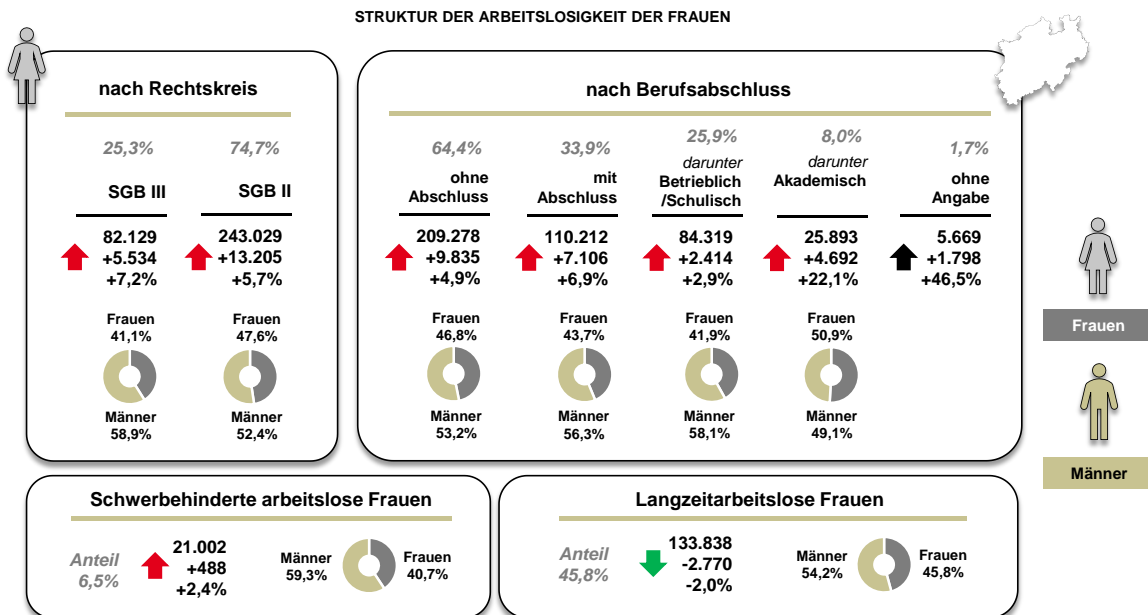 STRUKTUR DER ARBEITSLOSIGKEIT DER FRAUEN
nach Rechtskreis
25,3%
SGB III
82.129
+5.534
+7,2%
Frauen
41,1%
Männer
58,9%
74,7%
SGB II
243.029
+13.205
+5,7%
Frauen
47,6%
Männer
52,4%
nach Berufsabschluss
64,4%
ohne
Abschluss
209.278
+9.835
+4,9%
Frauen
46,8%
Männer
53,2%
33,9%
mit
Abschluss
110.212
+7.106
+6,9%
Frauen
43,7%
Männer
56,3%
25,9%
darunter
Betrieblich
/Schulisch
84.319
+2.414
+2,9%
Frauen
41,9%
Männer
58,1%
8,0%
darunter
Akademisch
25.893
+4.692
+22,1%
Frauen
50,9%
Männer
49,1%
1,7%
ohne
Angabe
5.669
+1.798
+46,5%
Frauen
Männer
Schwerbehinderte arbeitslose Frauen
Anteil
6,5%
21.002
+488
+2,4%
Männer
59,3%
Frauen
40,7%
Langzeitarbeitslose Frauen
Anteil
45,8%
133.838
-2.770
-2,0%
Männer
54,2%
Frauen
45,8%